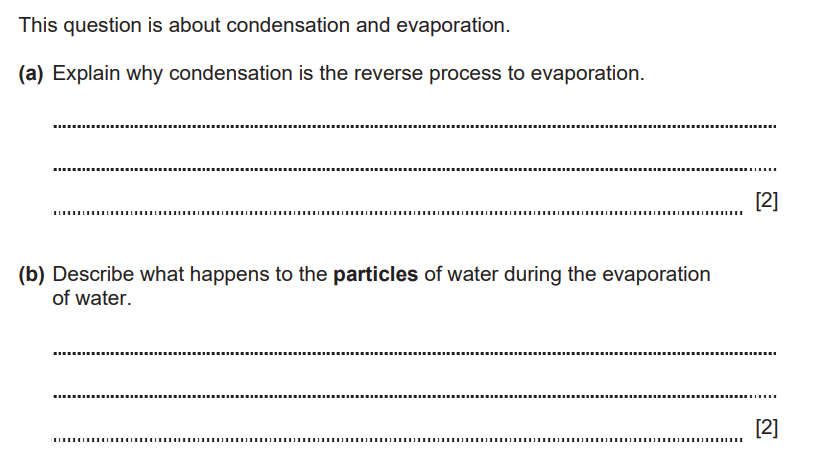 This question is about condensation and evaporation.
(a) Explain why condensation is the reverse process to evaporation.
[2]
(b) Describe what happens to the particles of water during the evaporation
of water.
[2]